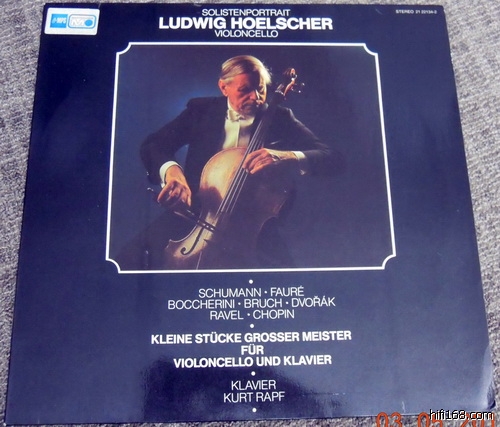 SOLISTENPORTRAIT
LUDWIG HOELSCHER
VIOLONCELLO
SCHUMANN · FAURÉ
BOCCHERINI · BRUCH · DVOŘÁK
RAVEL · CHOPIN
KLEINE STÜCKE GROSSER MEISTER
FÜR
VIOLONCELLO UND KLAVIER
KLAVIER
KURT RAPF
hifi168.com